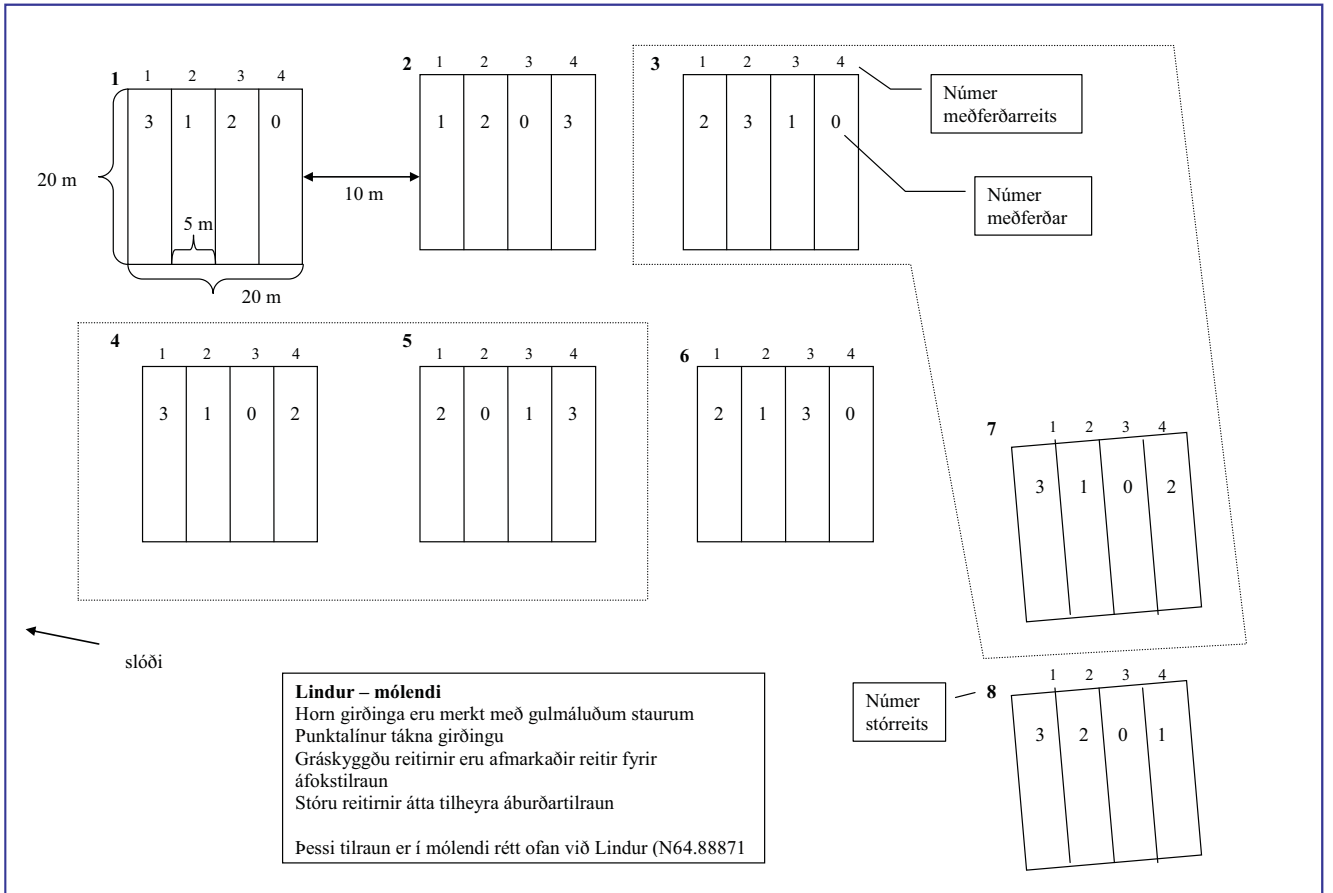 1 1 2 3 4
3 1 2 0
20 m
5 m
20 m
10 m
2 1 2 3 4
1 2 0 3
3 1 2 3 4
2 3 1 0
Númer
meðferðarreits
Númer
meðferðar
4 1 2 3 4
3 1 0 2
5 1 2 3 4
2 0 1 3
6 1 2 3 4
2 1 3 0
7 1 2 3 4
3 1 0 2
slóði
Lindur – mólendi
Horn girðinga eru merkt með gulmáluðum staurum
Punktalínur tákna girðingu
Gráskyggðu reitirnir eru afmarkaðir reitir fyrir
áfokstilraun
Stóru reitirnir átta tilheyra áburðartilraun
Þessi tilraun er í mólendi rétt ofan við Lindur (N64.88871
Númer
stórreits
8 1 2 3 4
3 2 0 1